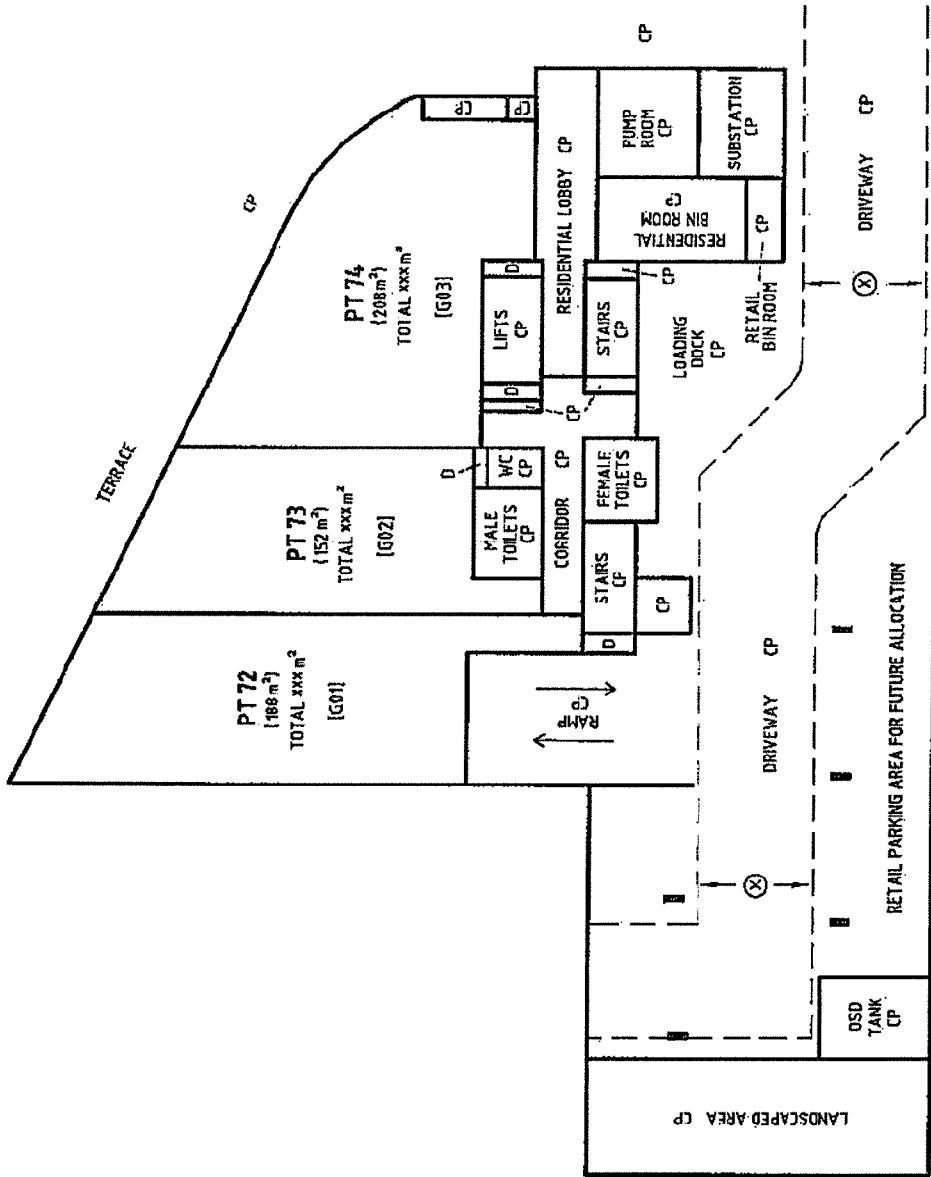 TERRACE
CP
PT 72
(188 m²)
TOTAL xxx m²
[G01]
PT 73
(152 m²)
TOTAL xxx m²
[G02]
PT 74
(208 m²)
TOTAL xxx m²
[G03]
CP
CP
CP
RAMP
CP
D
MALE
TOILETS
CP
D
WC
CP
D
LIFTS
CP
D
CP
CORRIDOR CP
RESIDENTIAL LOBBY CP
STAIRS
CP
CP
FEMALE
TOILETS
CP
STAIRS
CP
CP
PUMP
ROOM
CP
SUBSTATION
CP
RESIDENTIAL
BIN ROOM
CP
CP
RETAIL
BIN ROOM
LOADING
DOCK
CP
DRIVEWAY CP
X
DRIVEWAY CP
X
RETAIL PARKING AREA FOR FUTURE ALLOCATION
OSD
TANK
CP
LANDSCAPED AREA CP